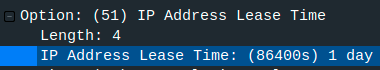 Option: (51) IP Address Lease Time
Length: 4
IP Address Lease Time: (86400s) 1 day